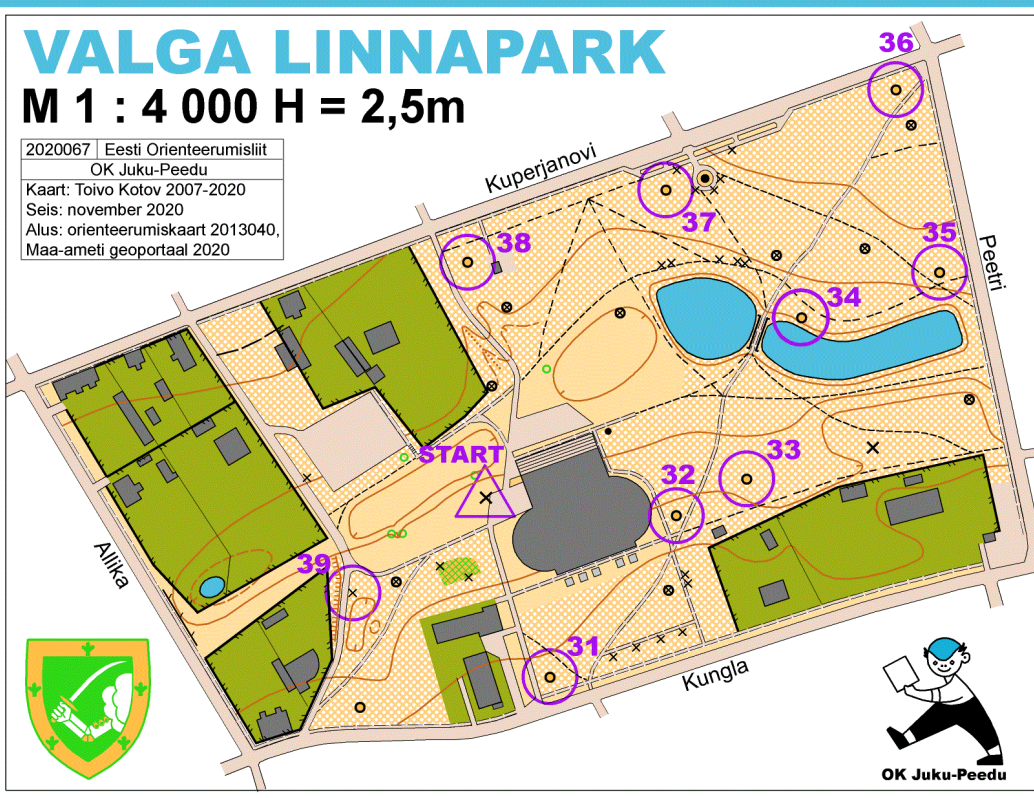 VALGA LINNAPARK
M 1 : 4 000 H = 2,5m
2020067 Eesti Orienteerumisliit
OK Juku-Peedu
Kaart: Toivo Kotov 2007-2020
Seis: november 2020
Alus: orienteerumiskaart 2013040,
Maa-ameti geoportaal 2020
36
Kuperjanovi
37
38
35
Peetri
34
START
33
32
39
Allika
31
Kungla
OK Juku-Peedu